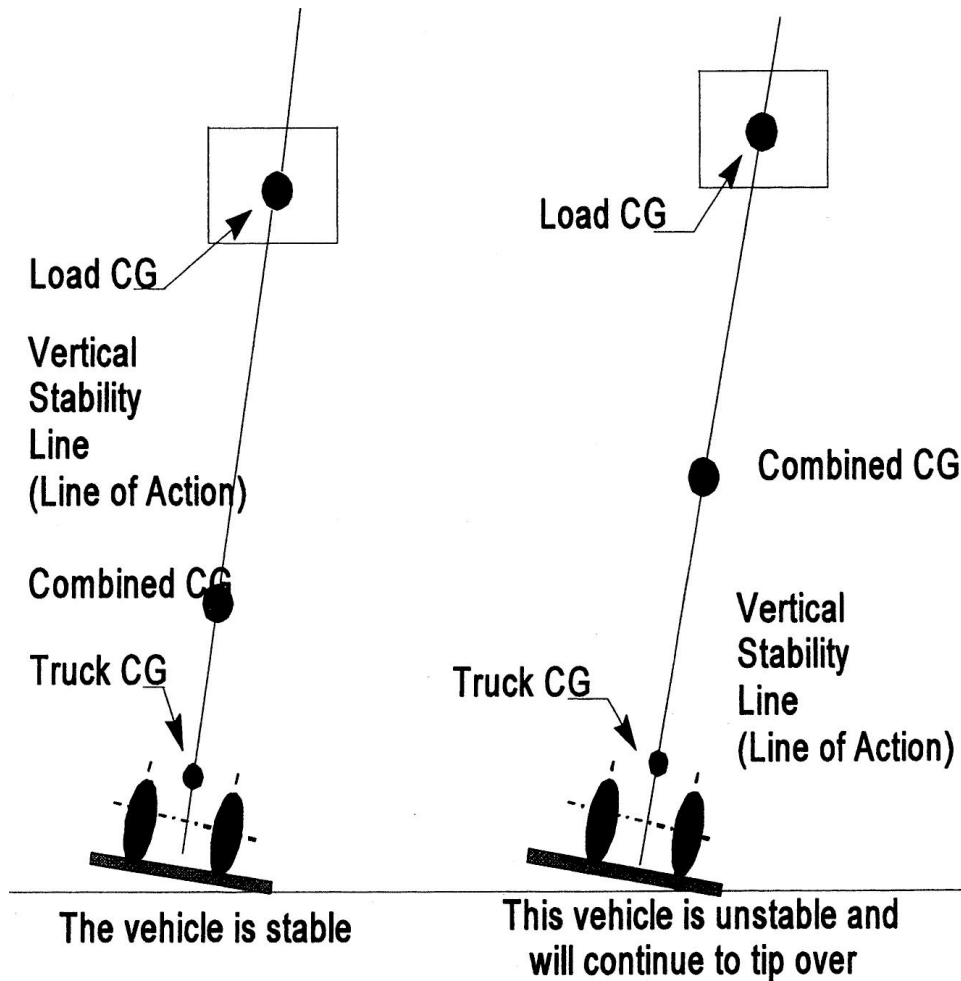 Load CG
Vertical
Stability
Line
(Line of Action)
Combined CG
Truck CG
The vehicle is stable
Load CG
Combined CG
Vertical
Stability
Line
(Line of Action)
Truck CG
This vehicle is unstable and
will continue to tip over